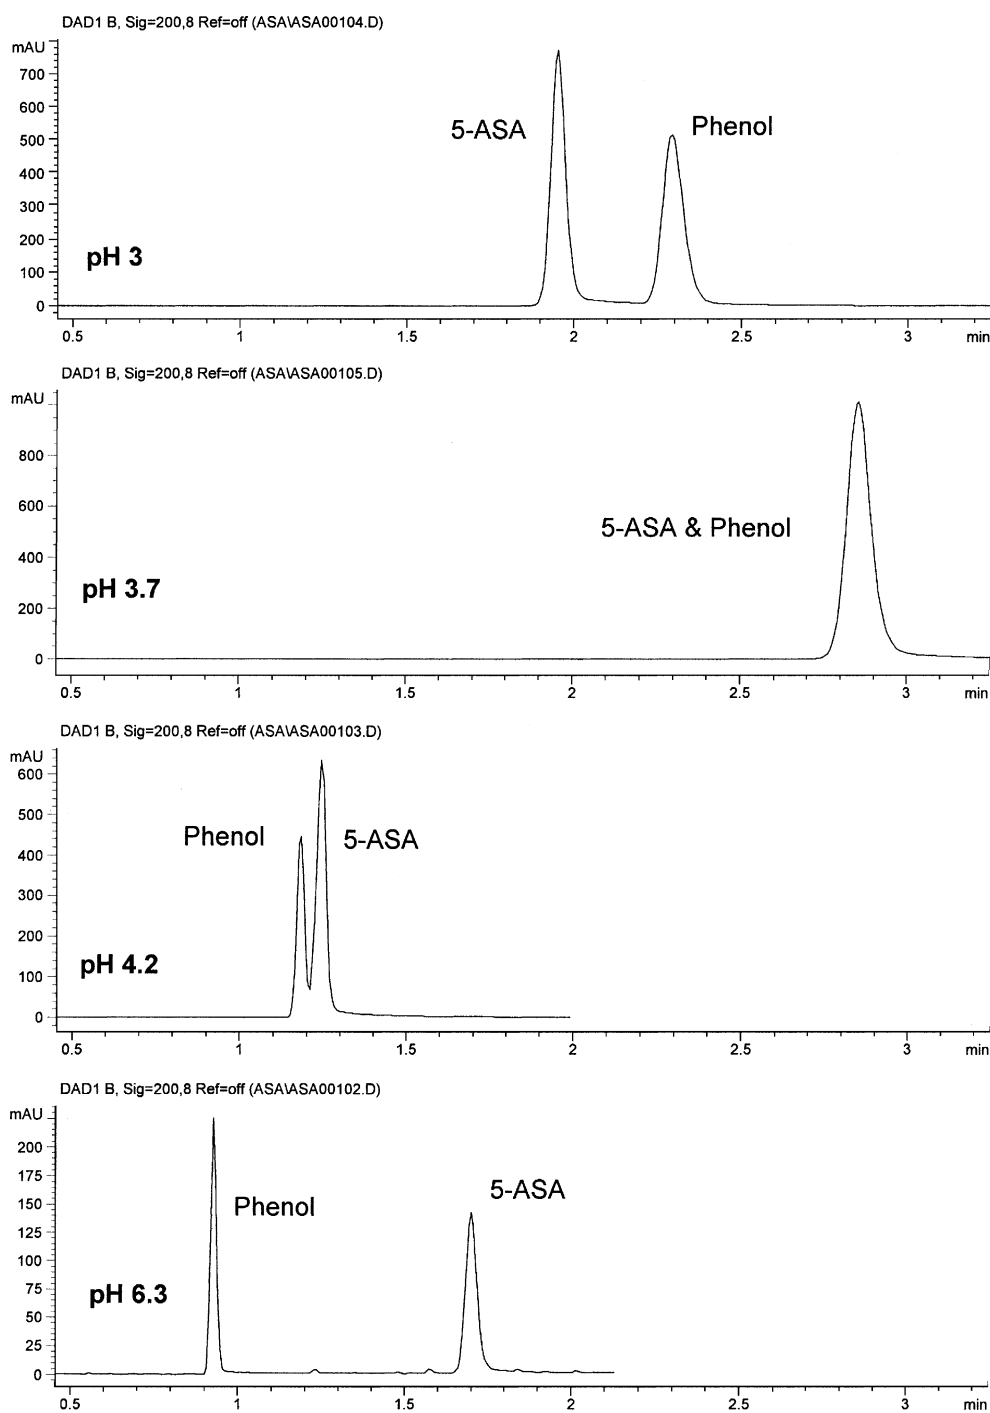 DAD1 B, Sig=200,8 Ref=off (ASA\ASA00104.D)
mAU
700
600
500
400
300
200
100
0
5-ASA
Phenol
pH 3
0.5 1 1.5 2 2.5 3 min
DAD1 B, Sig=200,8 Ref=off (ASA\ASA00105.D)
mAU
800
600
400
200
0
5-ASA & Phenol
pH 3.7
0.5 1 1.5 2 2.5 3 min
DAD1 B, Sig=200,8 Ref=off (ASA\ASA00103.D)
mAU
600
500
400
300
200
100
0
Phenol
5-ASA
pH 4.2
0.5 1 1.5 2 2.5 3 min
DAD1 B, Sig=200,8 Ref=off (ASA\ASA00102.D)
mAU
200
175
150
125
100
75
50
25
0
5-ASA
Phenol
pH 6.3
0.5 1 1.5 2 2.5 3 min